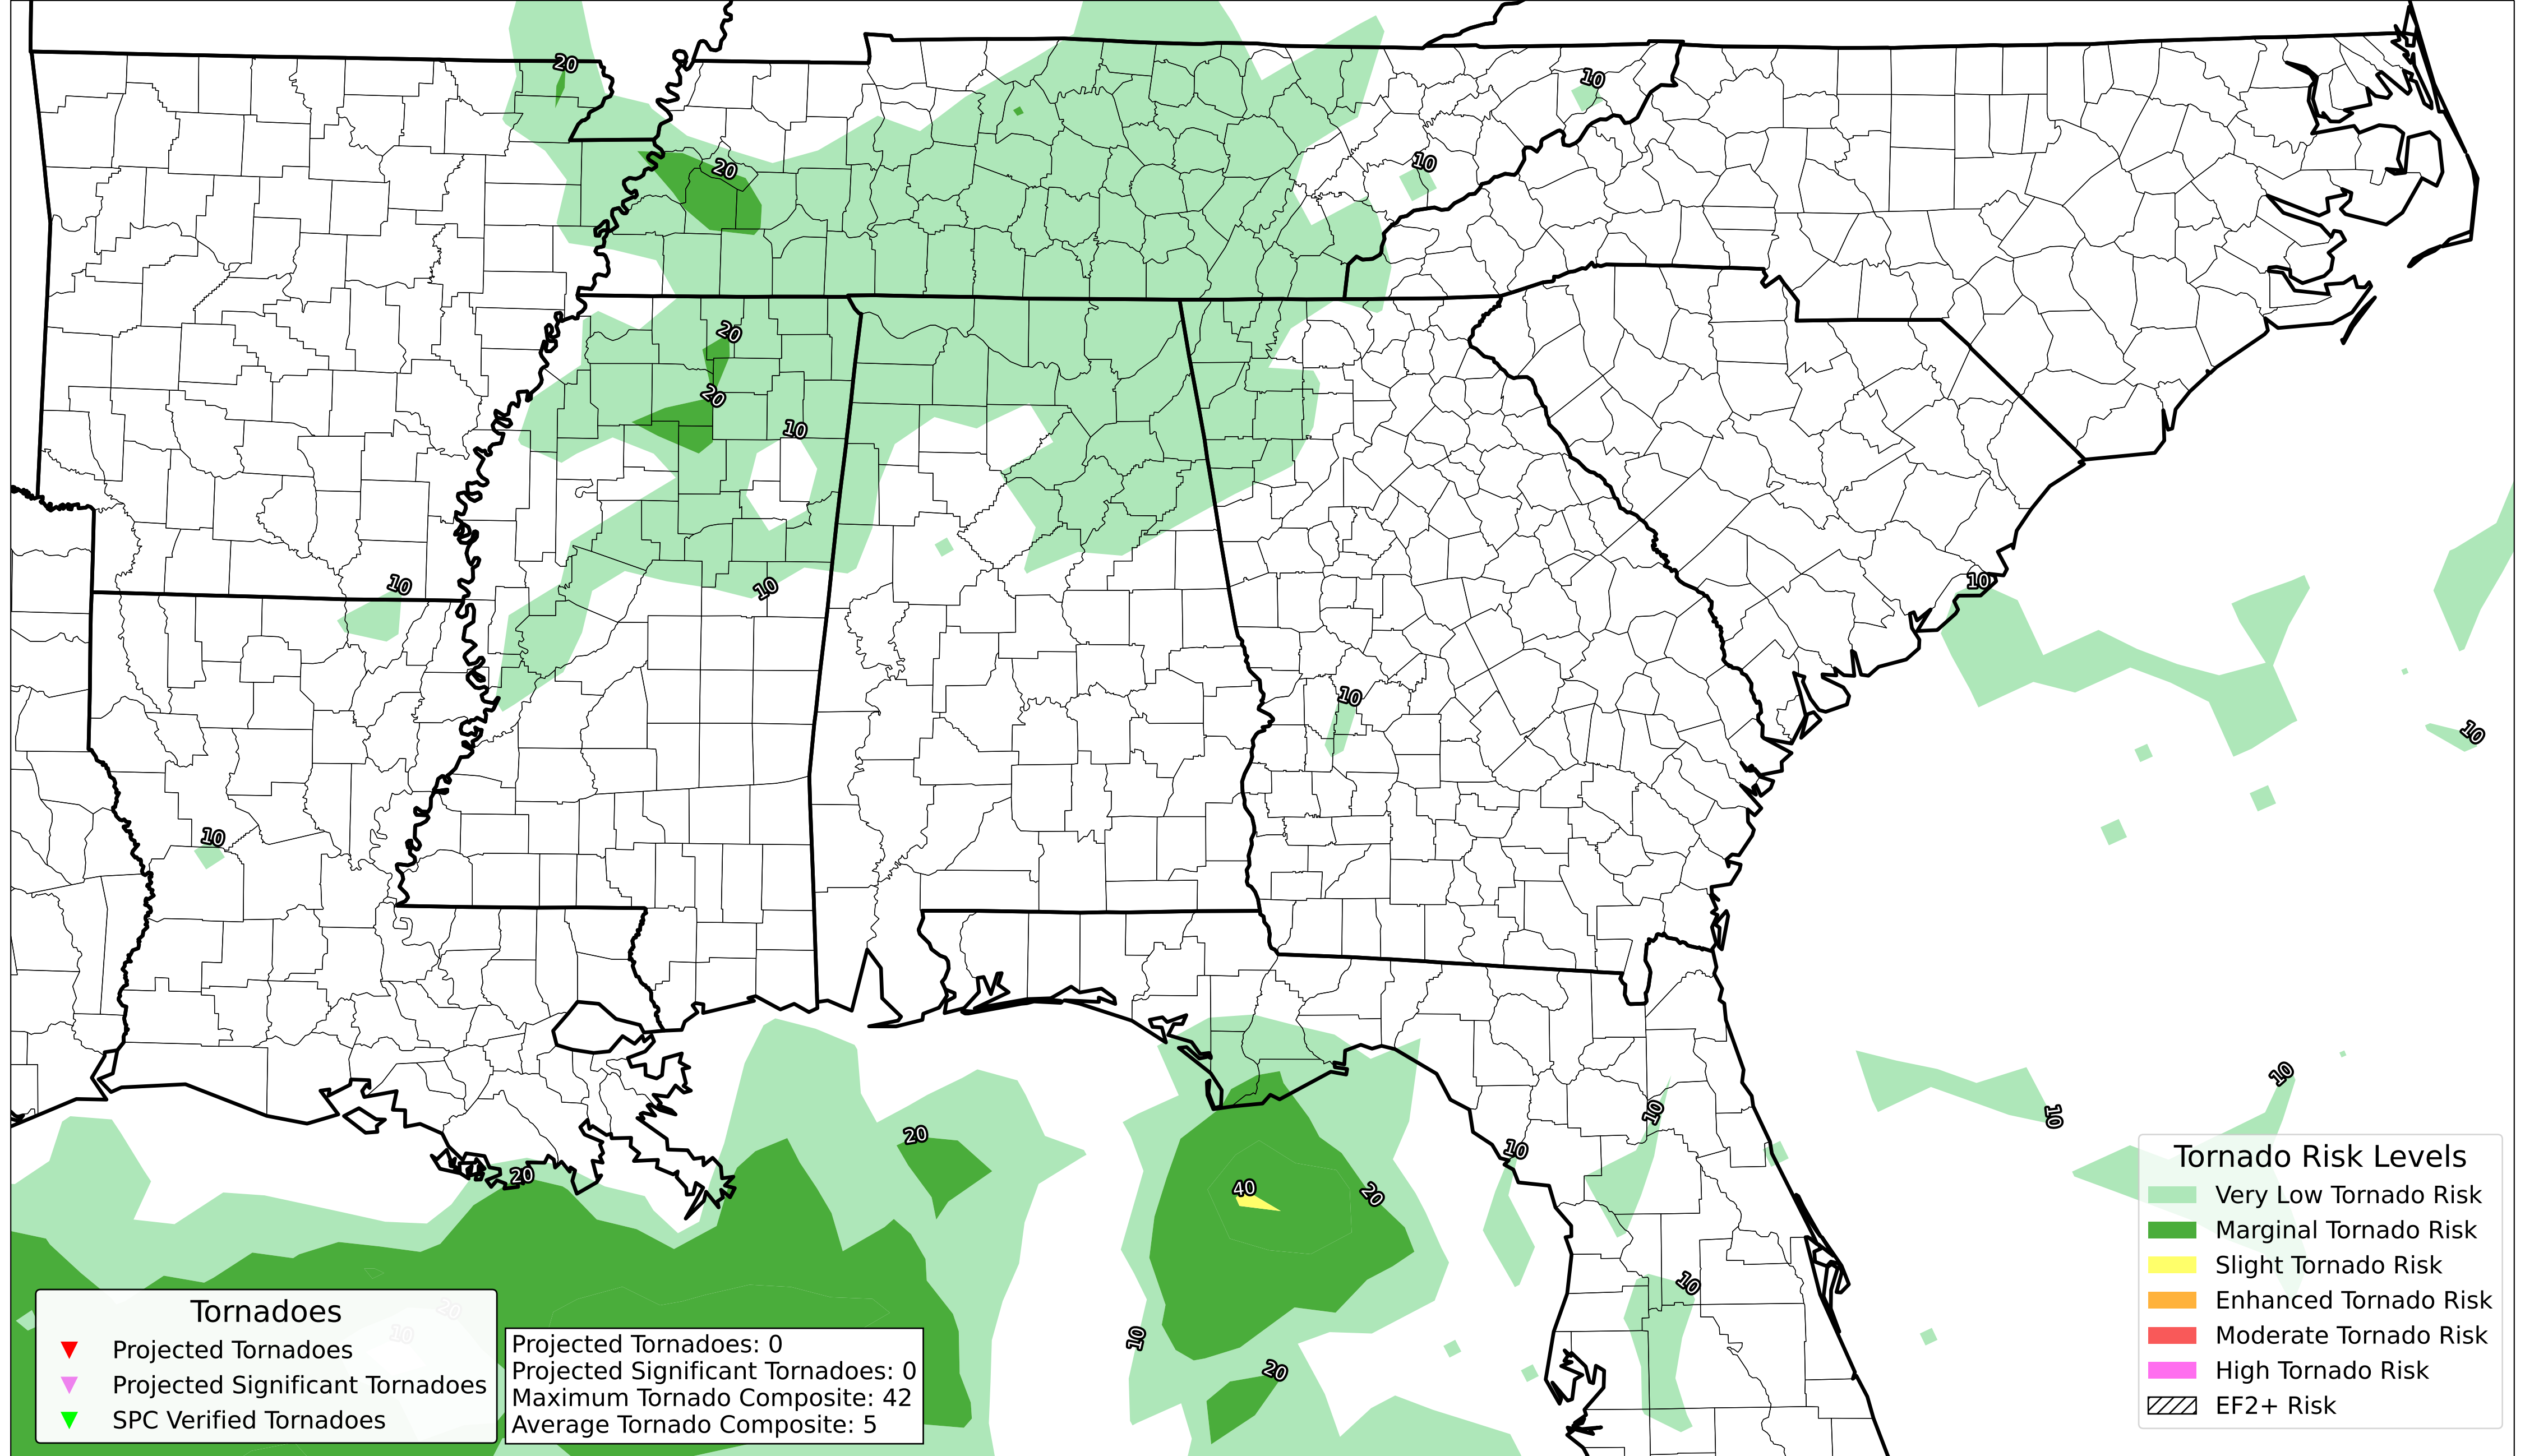 20
10
20
10
20
20
10
10
10
10
10
10
10
10
10
10
20
10
20
40
20
10
20
10
10
20
Tornadoes
Projected Tornadoes
Projected Significant Tornadoes
SPC Verified Tornadoes
Projected Tornadoes: 0
Projected Significant Tornadoes: 0
Maximum Tornado Composite: 42
Average Tornado Composite: 5
Tornado Risk Levels
Very Low Tornado Risk
Marginal Tornado Risk
Slight Tornado Risk
Enhanced Tornado Risk
Moderate Tornado Risk
High Tornado Risk
EF2+ Risk